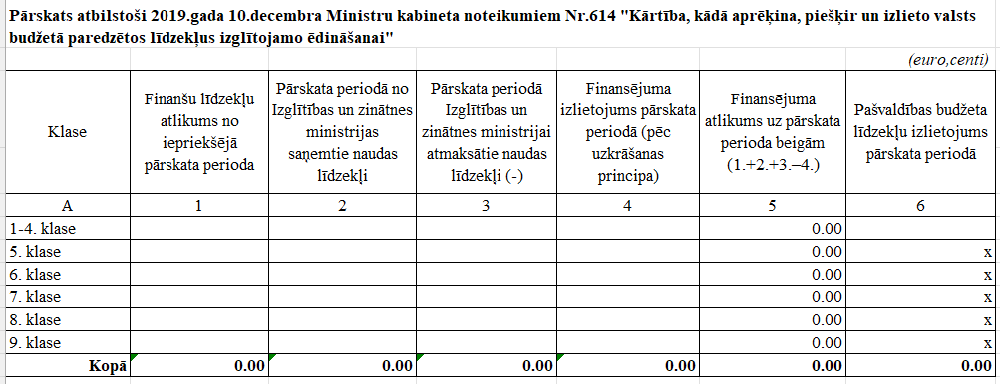 Pārskats atbilstoši 2019.gada 10.decembra Ministru kabineta noteikumiem Nr.614 "Kārtība, kādā aprēķina, piešķir un izlieto valsts
budžetā paredzētos līdzekļus izglītojamo ēdināšanai"
(euro,centi)
Klase
Finanšu līdzekļu
atlikums no
iepriekšējā
pārskata perioda
Pārskata periodā no
Izglītības un zinātnes
ministrijas
saņemtie naudas
līdzekļi
Pārskata periodā
Izglītības un
zinātnes ministrijai
atmaksātie naudas
līdzekļi (-)
Finansējuma
izlietojums pārskata
periodā (pēc
uzkrāšanas
principa)
Finansējuma
atlikums uz pārskata
perioda beigām
(1.+2.+3.–4.)
Pašvaldības budžeta
līdzekļu izlietojums
pārskata periodā
A 1 2 3 4 5 6
1-4. klase 0.00
5. klase 0.00 x
6. klase 0.00 x
7. klase 0.00 x
8. klase 0.00 x
9. klase 0.00 x
Kopā 0.00 0.00 0.00 0.00 0.00 0.00